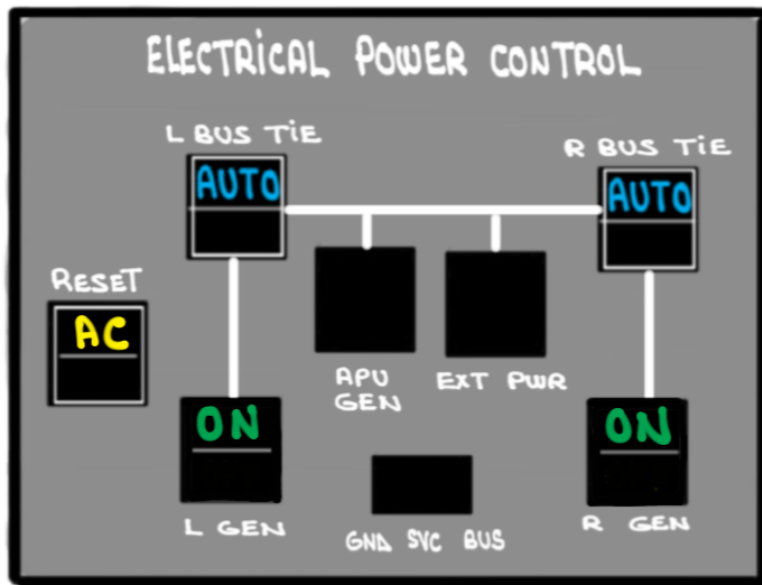 ELECTRICAL POWER CONTROL
L BUS TiE
R BUS TiE
AUTO
AUTO
RESET
AC
APU
GEN
EXT PWR
ON
ON
L GEN
GND SVC BUS
R GEN